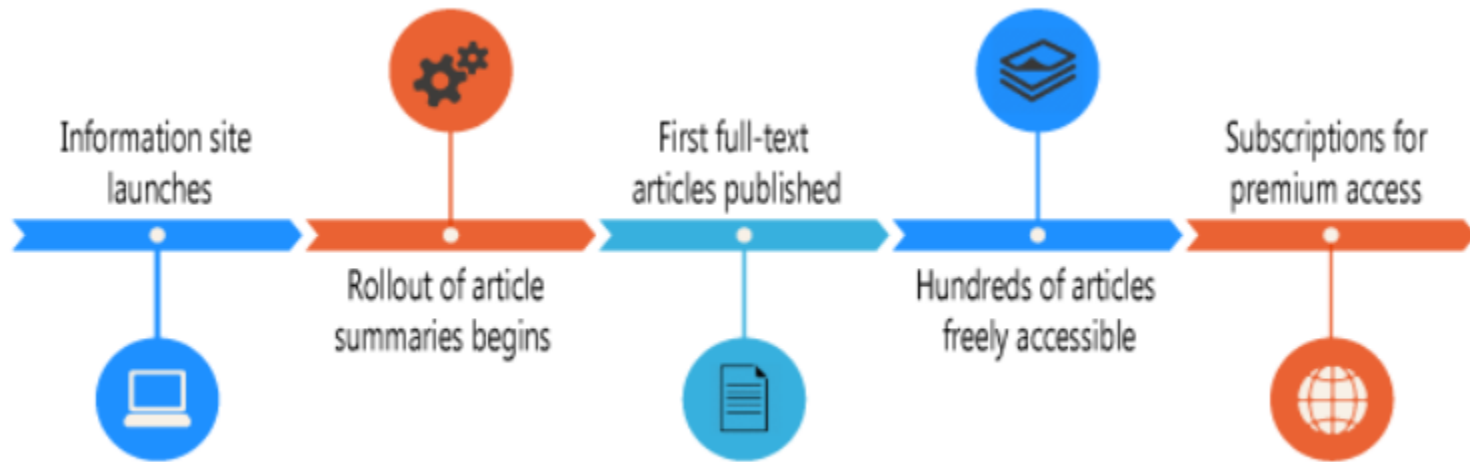 Information site
launches
Rollout of article
summaries begins
First full-text
articles published
Hundreds of articles
freely accessible
Subscriptions for
premium access